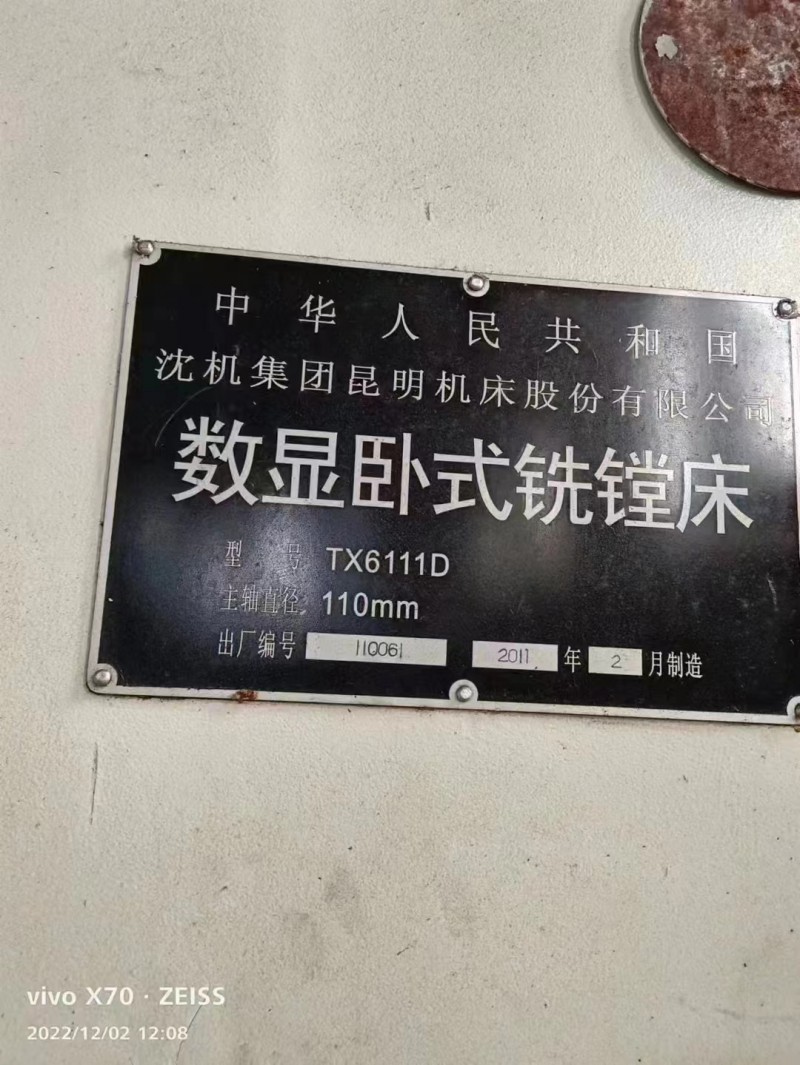 中华人民共和国
沈机集团昆明机床股份有限公司
数显卧式铣镗床
型号 TX6111D
主轴直径 110mm
出厂编号 110061 2011 年 2 月制造
vivo X70 · ZEISS
2022/12/02 12:08